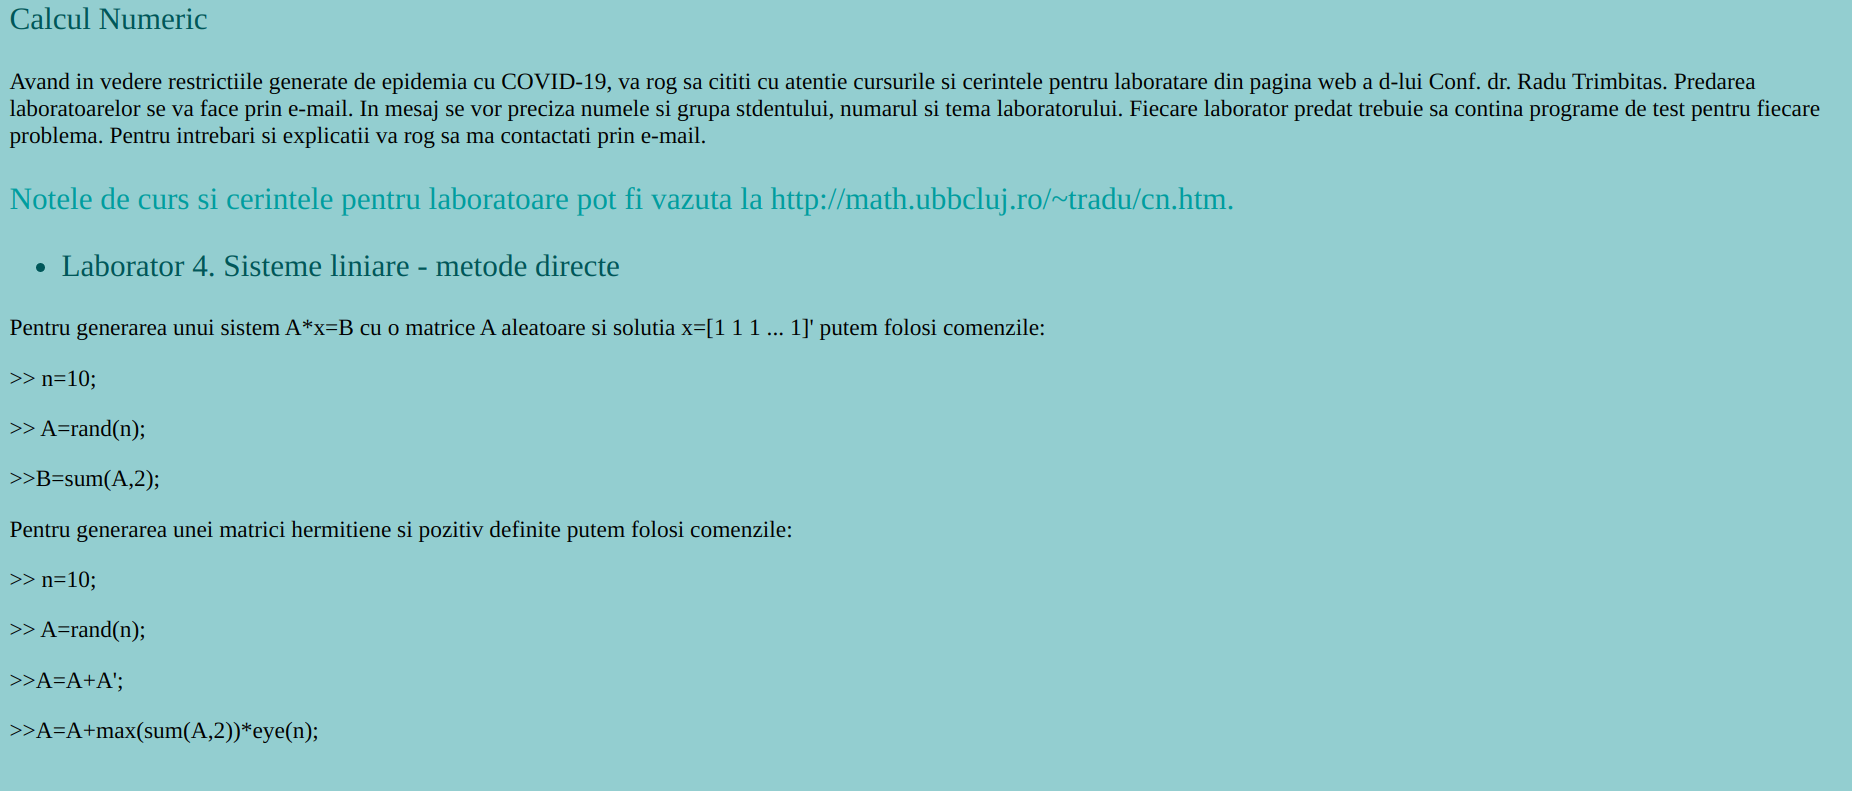 Calcul Numeric
Avand in vedere restrictiile generate de epidemia cu COVID-19, va rog sa cititi cu atentie cursurile si cerintele pentru laboratare din pagina web a d-lui Conf. dr. Radu Trimbitas. Predarea
laboratoarelor se va face prin e-mail. In mesaj se vor preciza numele si grupa stdentului, numarul si tema laboratorului. Fiecare laborator predat trebuie sa contina programe de test pentru fiecare
problema. Pentru intrebari si explicatii va rog sa ma contactati prin e-mail.
Notele de curs si cerintele pentru laboratoare pot fi vazuta la http://math.ubbcluj.ro/~tradu/cn.htm.
• Laborator 4. Sisteme liniare - metode directe
Pentru generarea unui sistem A*x=B cu o matrice A aleatoare si solutia x=[1 1 1 ... 1]' putem folosi comenzile:
>> n=10;
>> A=rand(n);
>>B=sum(A,2);
Pentru generarea unei matrici hermitiene si pozitiv definite putem folosi comenzile:
>> n=10;
>> A=rand(n);
>>A=A+A';
>>A=A+max(sum(A,2))*eye(n);